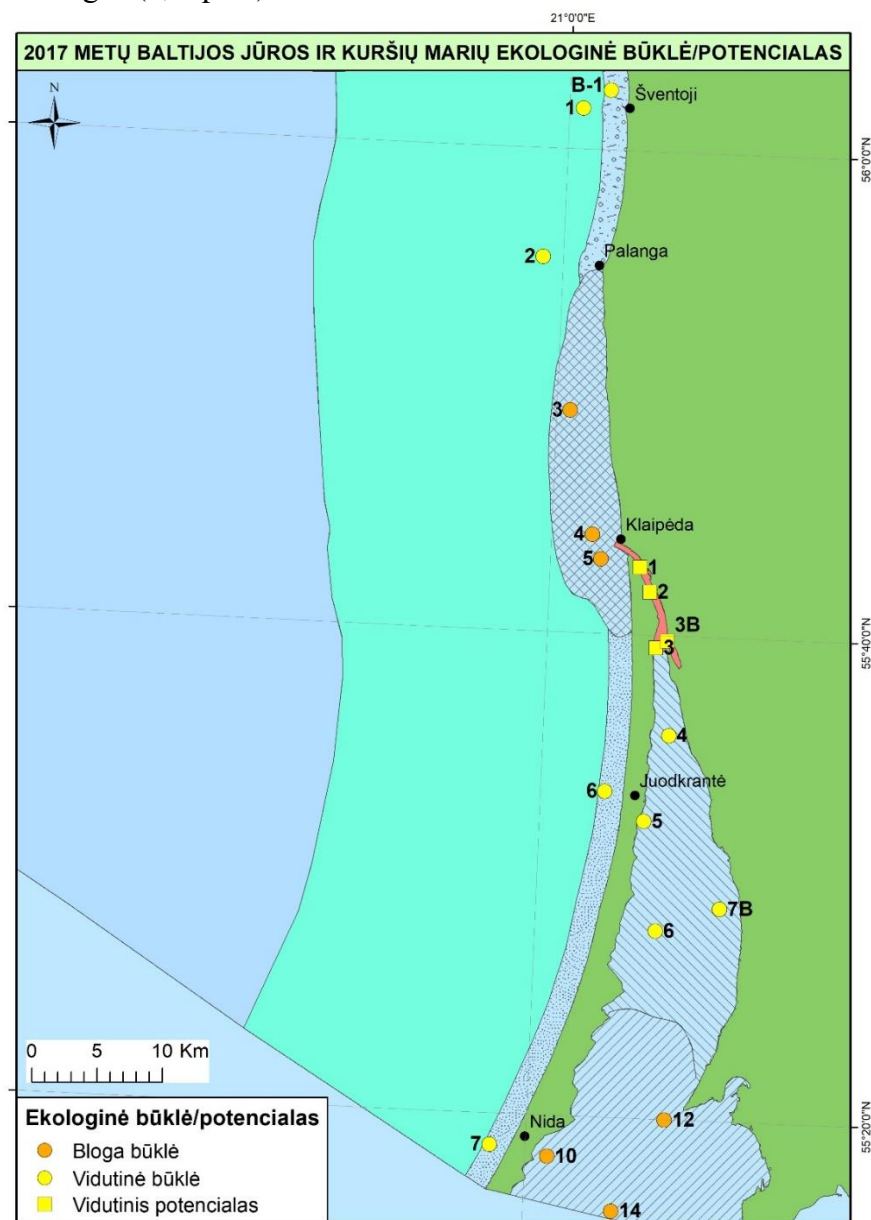 21°0'0"E
2017 METŲ BALTIJOS JŪROS IR KURŠIŲ MARIŲ EKOLOGINĖ BŪKLĖ/POTENCIALAS
N
B-1
1
Šventoji
56°0'0"N
2
Palanga
3
4
Klaipėda
5
1
2
3B
3
55°40'0"N
4
6
Juodkrantė
5
7B
6
0 5 10 Km
12
55°20'0"N
Nida
7
10
14
Ekologinė būklė/potencialas
Bloga būklė
Vidutinė būklė
Vidutinis potencialas